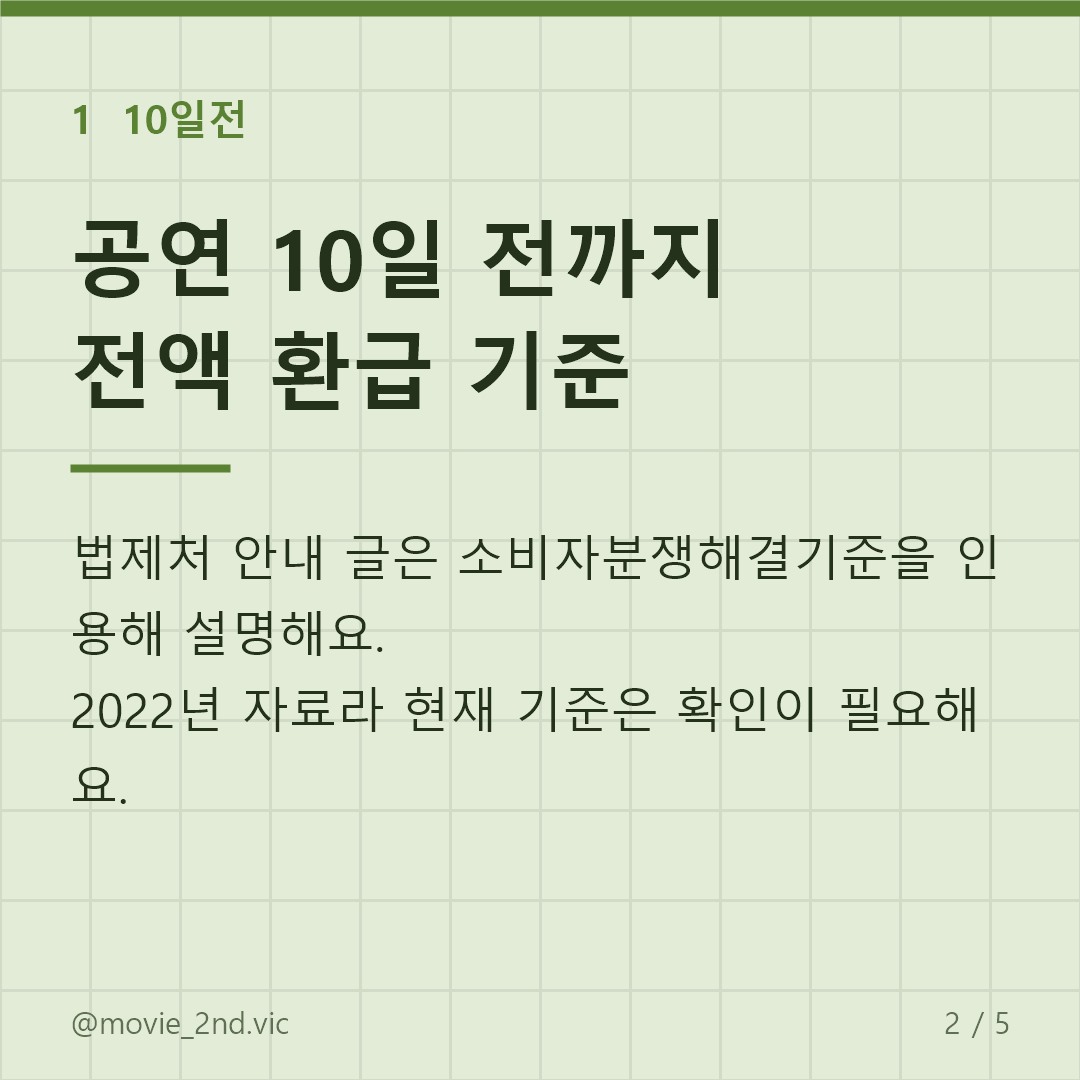 1 10일전
공연 10일 전까지
전액 환급 기준
법제처 안내 글은 소비자분쟁해결기준을 인
용해 설명해요.
2022년 자료라 현재 기준은 확인이 필요해
요.
@movie_2nd.vic
2 / 5